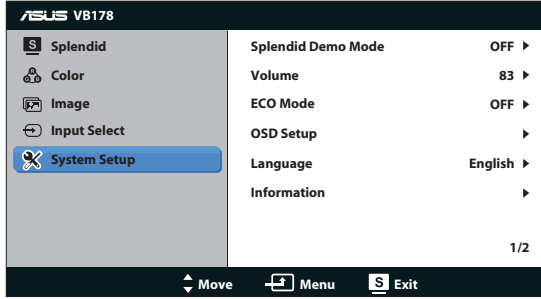 ASUS VB178
S Splendid
Color
Image
Input Select
System Setup
Splendid Demo Mode OFF
Volume 83
ECO Mode OFF
OSD Setup
Language English
Information
1/2
Move Menu S Exit